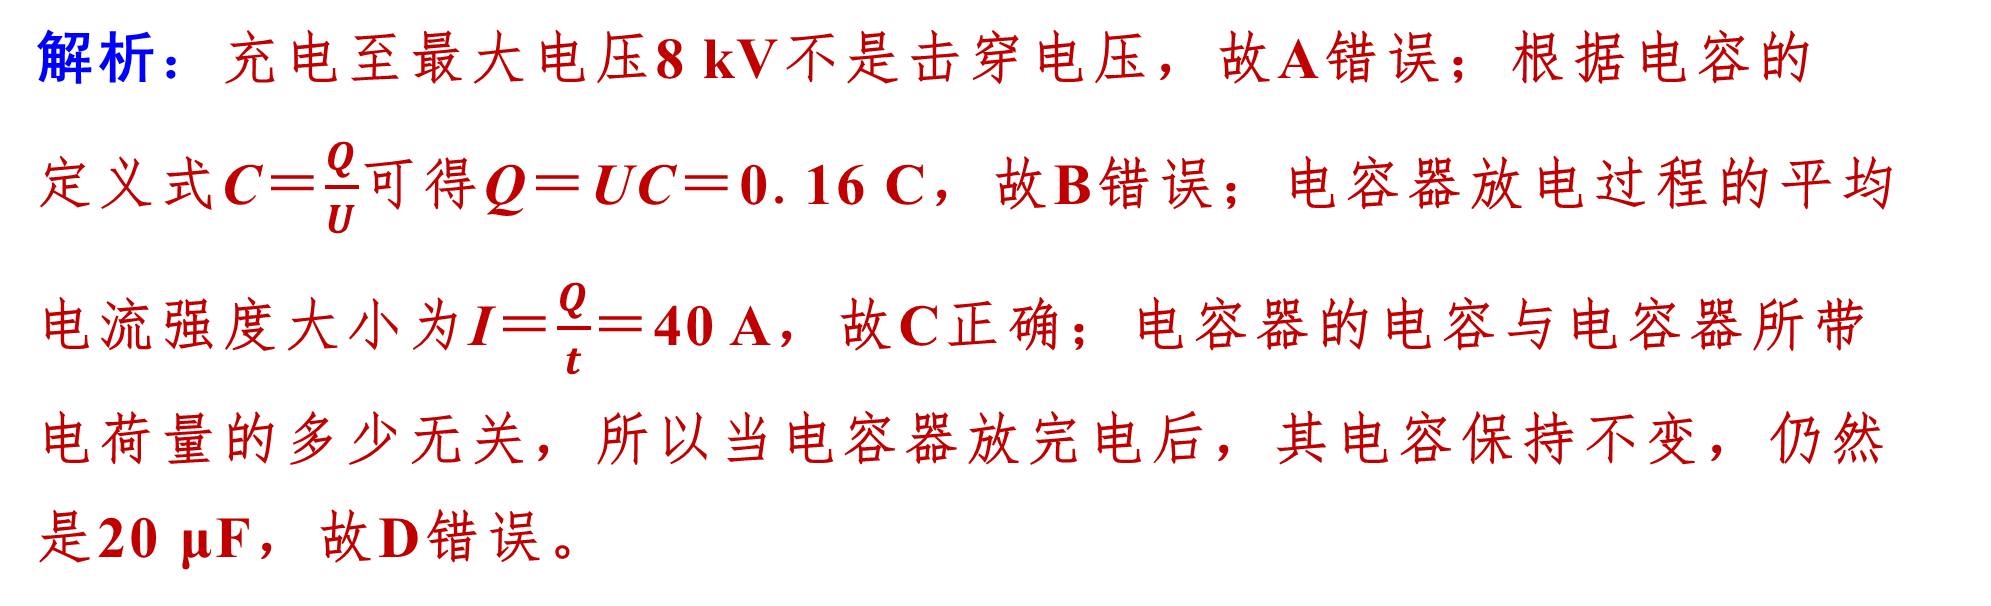 解析：充电至最大电压8 kV不是击穿电压，故A错误；根据电容的
定义式C＝Q/U可得Q＝UC＝0. 16 C，故B错误；电容器放电过程的平均
电流强度大小为I＝Q/t＝40 A，故C正确；电容器的电容与电容器所带
电荷量的多少无关，所以当电容器放完电后，其电容保持不变，仍然
是20 μF，故D错误。